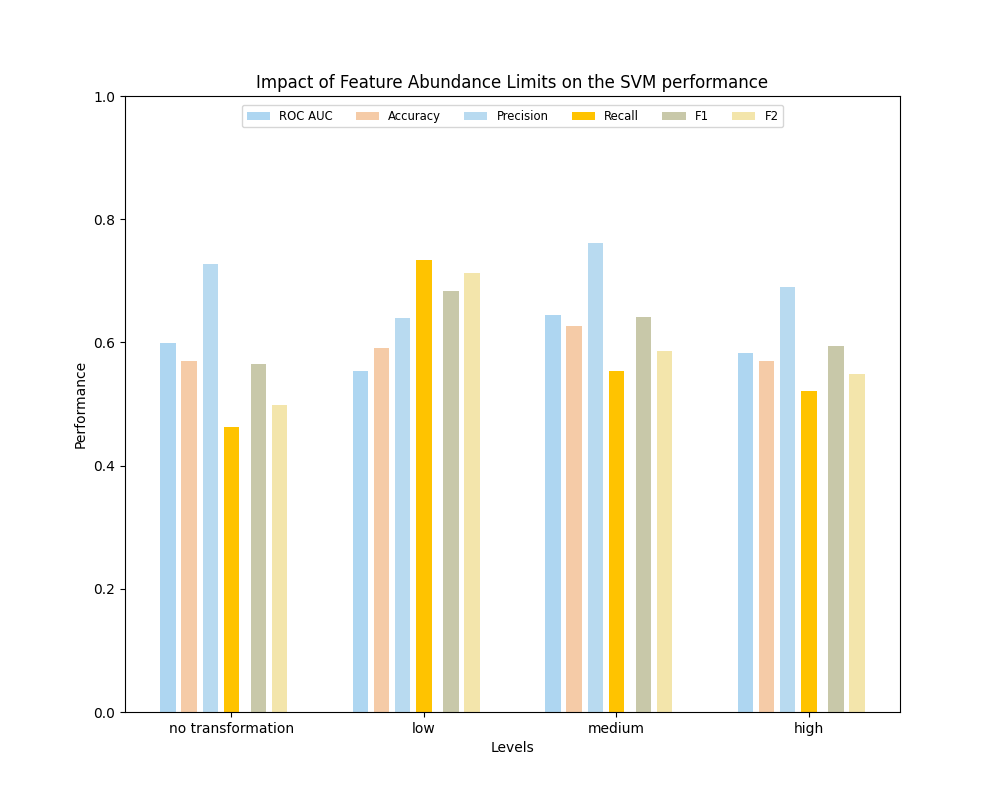 Impact of Feature Abundance Limits on the SVM performance
ROC AUC Accuracy Precision Recall F1 F2
1.0
0.8
0.6
0.4
0.2
0.0
Performance
no transformation low medium high
Levels